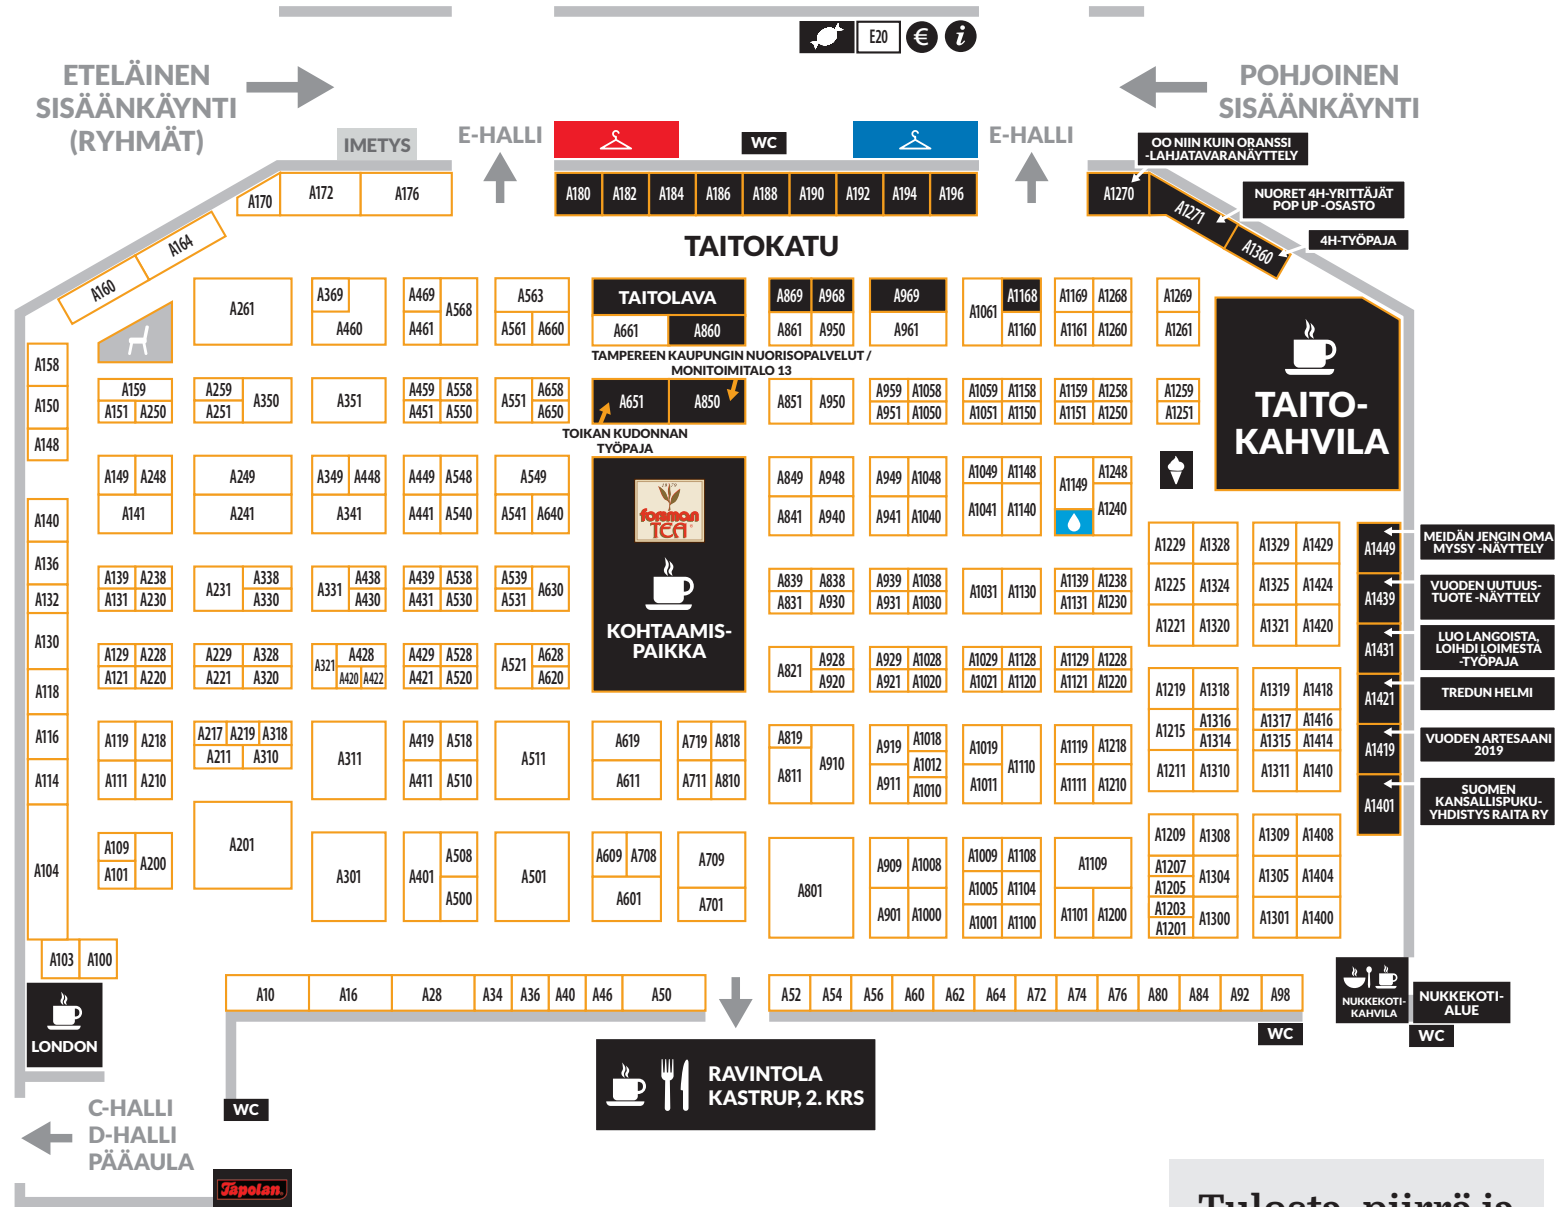 E20 € i
ETELÄINEN
SISÄÄNKÄYNTI
(RYHMÄT)
POHJOINEN
SISÄÄNKÄYNTI
IMETYS
E-HALLI
WC
E-HALLI
OO NIIN KUIN ORANSSI
-LAHJATAVARANÄYTTELY
NUORET 4H-YRITTÄJÄT
POP UP -OSASTO
4H-TYÖPAJA
A170 A172 A176
A180 A182 A184 A186 A188 A190 A192 A194 A196
A1270 A1271 A1360
A164
A160
TAITOKATU
A261 A369 A460 A469 A461 A568 A563 A561 A660
TAITOLAVA
A661 A860
A869 A968 A861 A950 A969 A961 A1061 A1168 A1160 A1169 A1268 A1161 A1260 A1269 A1261
TAMPEREEN KAUPUNGIN NUORISOPALVELUT /
MONITOIMITALO 13
TAITO-
KAHVILA
A158
A150
A148
A159 A151 A250 A259 A251 A350 A351 A459 A558 A451 A550 A551 A658 A650
A651 A850
A851 A950 A959 A1058 A951 A1050 A1059 A1158 A1051 A1150 A1159 A1258 A1151 A1250 A1259 A1251
TOIKAN KUDONNAN
TYÖPAJA
A149 A248 A141 A249 A241 A349 A448 A341 A449 A548 A441 A540 A549 A541 A640
forsman
TEA
KOHTAAMIS-
PAIKKA
A849 A948 A841 A940 A949 A1048 A941 A1040 A1049 A1148 A1041 A1140 A1149 A1248 A1240
A140
A136
A132
A130
A118
A116
A114
A104
A139 A238 A131 A230 A231 A338 A330 A331 A438 A430 A439 A538 A431 A530 A539 A531 A630
A839 A838 A831 A930 A939 A1038 A931 A1030 A1031 A1130 A1139 A1238 A1131 A1230
A1229 A1328 A1225 A1324 A1221 A1320
A1329 A1429 A1325 A1424 A1321 A1420
A1449
MEIDÄN JENGIN OMA
MYSSY -NÄYTTELY
A1439
VUODEN UUTUUS-
TUOTE -NÄYTTELY
A1431
LUO LANGOISTA,
LOIHDI LOIMESTA
-TYÖPAJA
A1421
TREDUN HELMI
A1419
VUODEN ARTESAANI
2019
A1401
SUOMEN
KANSALLISPUKU-
YHDISTYS RAITA RY
A129 A228 A121 A220 A229 A328 A221 A320 A321 A428 A420 A422 A429 A528 A421 A520 A521 A628 A620
A821 A928 A920 A929 A1028 A921 A1020 A1029 A1128 A1021 A1120 A1129 A1228 A1121 A1220
A1219 A1318 A1215 A1316 A1314 A1211 A1310
A1319 A1418 A1317 A1416 A1315 A1414 A1311 A1410
A119 A218 A111 A210 A217 A219 A318 A211 A310 A311 A419 A518 A411 A510 A511 A619 A611 A719 A818 A711 A810
A819 A811 A910 A919 A911 A1018 A1012 A1010 A1019 A1011 A1110 A1119 A1218 A1111 A1210
A109 A101 A200 A201 A301 A401 A508 A500 A501 A609 A708 A601 A709 A701
A801 A909 A1008 A901 A1000 A1009 A1108 A1005 A1104 A1001 A1100 A1109 A1101 A1200
A1209 A1308 A1207 A1205 A1304 A1203 A1201 A1300
A1309 A1408 A1305 A1404 A1301 A1400
A103 A100
A10 A16 A28 A34 A36 A40 A46 A50
A52 A54 A56 A60 A62 A64 A72 A74 A76 A80 A84 A92 A98
LONDON
NUKKEKOTI-
KAHVILA
NUKKEKOTI-
ALUE
WC
WC
RAVINTOLA
KASTRUP, 2. KRS
WC
C-HALLI
D-HALLI
PÄÄAULA
Tapolan
Tulosta, piirrä ja